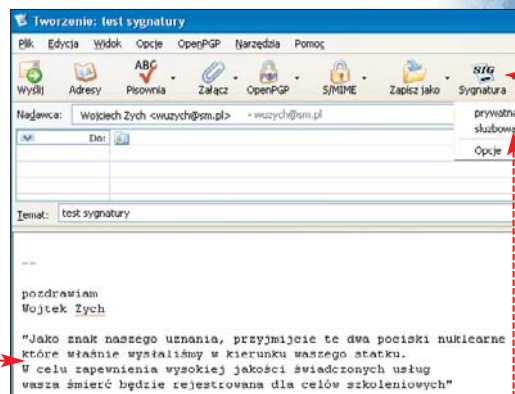 Tworzenie: test sygnatury
Plik Edycja Widok Opcje OpenPGP Narzędzia Pomoc
ABC SIG
Wyślij Adresy Pisownia Załącz OpenPGP S/MIME Zapisz jako Sygnatura
Nadawca: Wojciech Zych <wuzych@sm.pl> - wuzych@sm.pl
prywatna
służbowa
Opcje
Do:
Temat: test sygnatury
--
pozdrawiam
Wojtek Zych
"Jako znak naszego uznania, przyjmijcie te dwa pociski nuklearne
które właśnie wysłaliśmy w kierunku waszego statku.
W celu zapewnienia wysokiej jakości świadczonych usług
wasza śmierć będzie rejestrowana dla celów szkoleniowych"